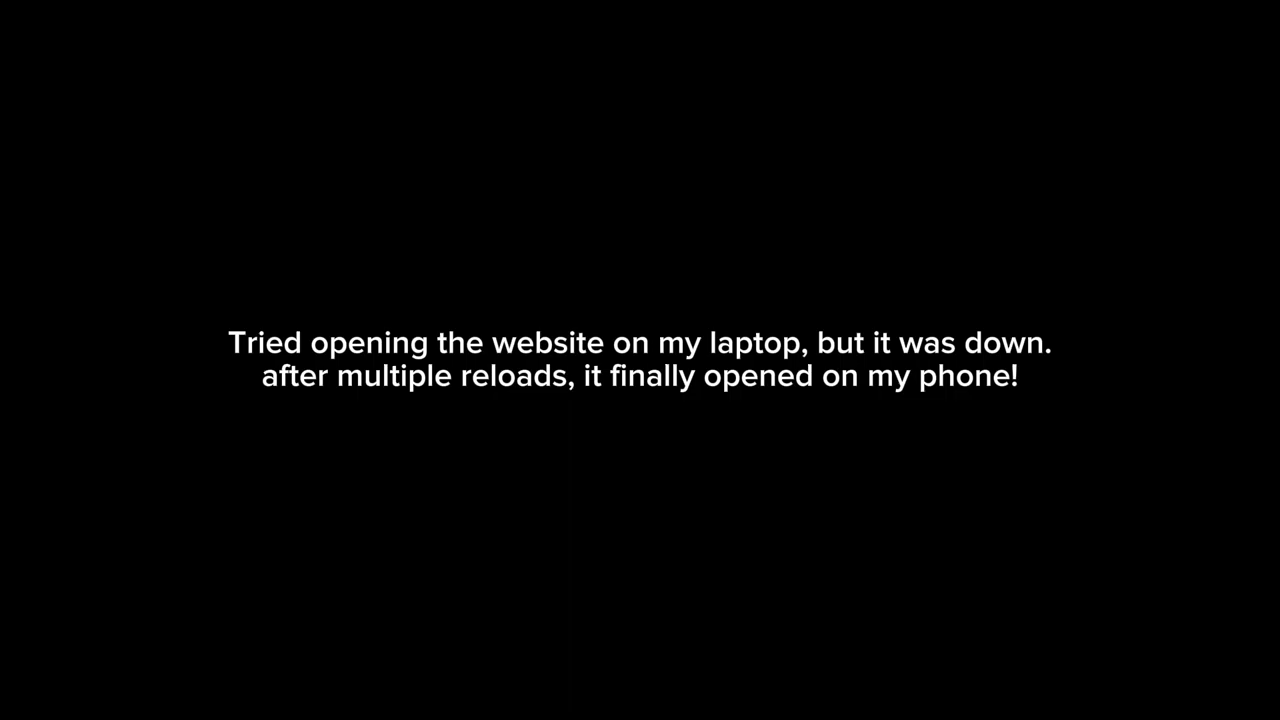 Tried opening the website on my laptop, but it was down.
after multiple reloads, it finally opened on my phone!